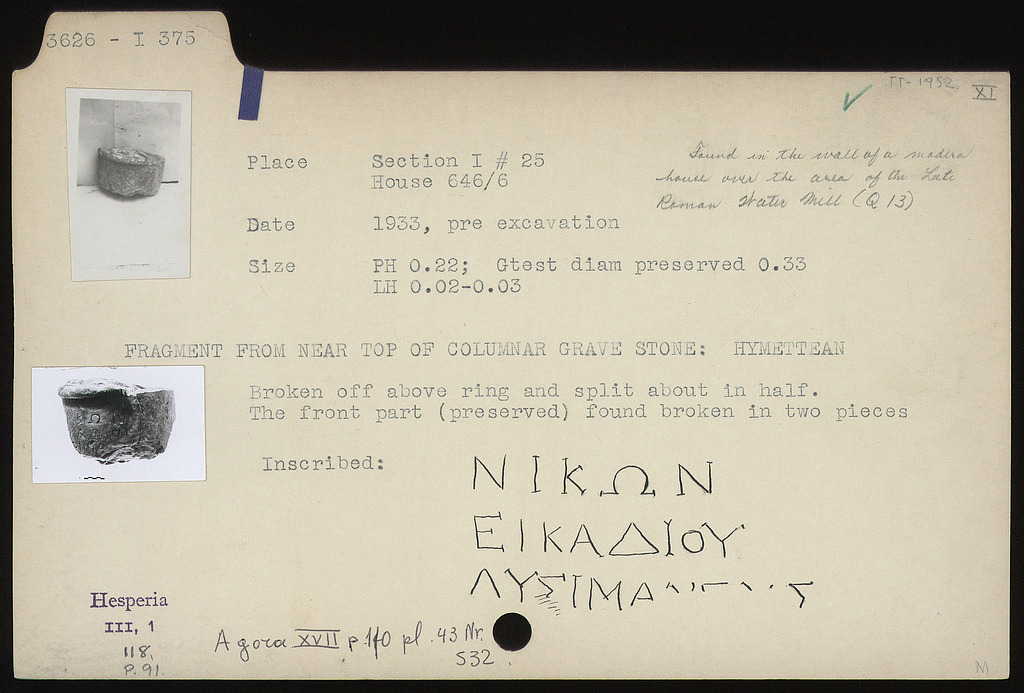 3626 - I 375
TT-1952
XI
Place Section I # 25
House 646/6
Found in the wall of a modern
house over the area of the Late
Roman Water Mill (Q 13)
Date 1933, pre excavation
Size PH 0.22; Gtest diam preserved 0.33
LH 0.02-0.03
FRAGMENT FROM NEAR TOP OF COLUMNAR GRAVE STONE: HYMETTEAN
Broken off above ring and split about in half.
The front part (preserved) found broken in two pieces
Inscribed:
ΝΙΚΩΝ
ΕΙΚΑΔΙΟΥ
ΛΥΣΙΜΑ
Hesperia
III, 1
118,
P. 91.
Agora XVII p. 110 pl. 43 Nr.
532.
M